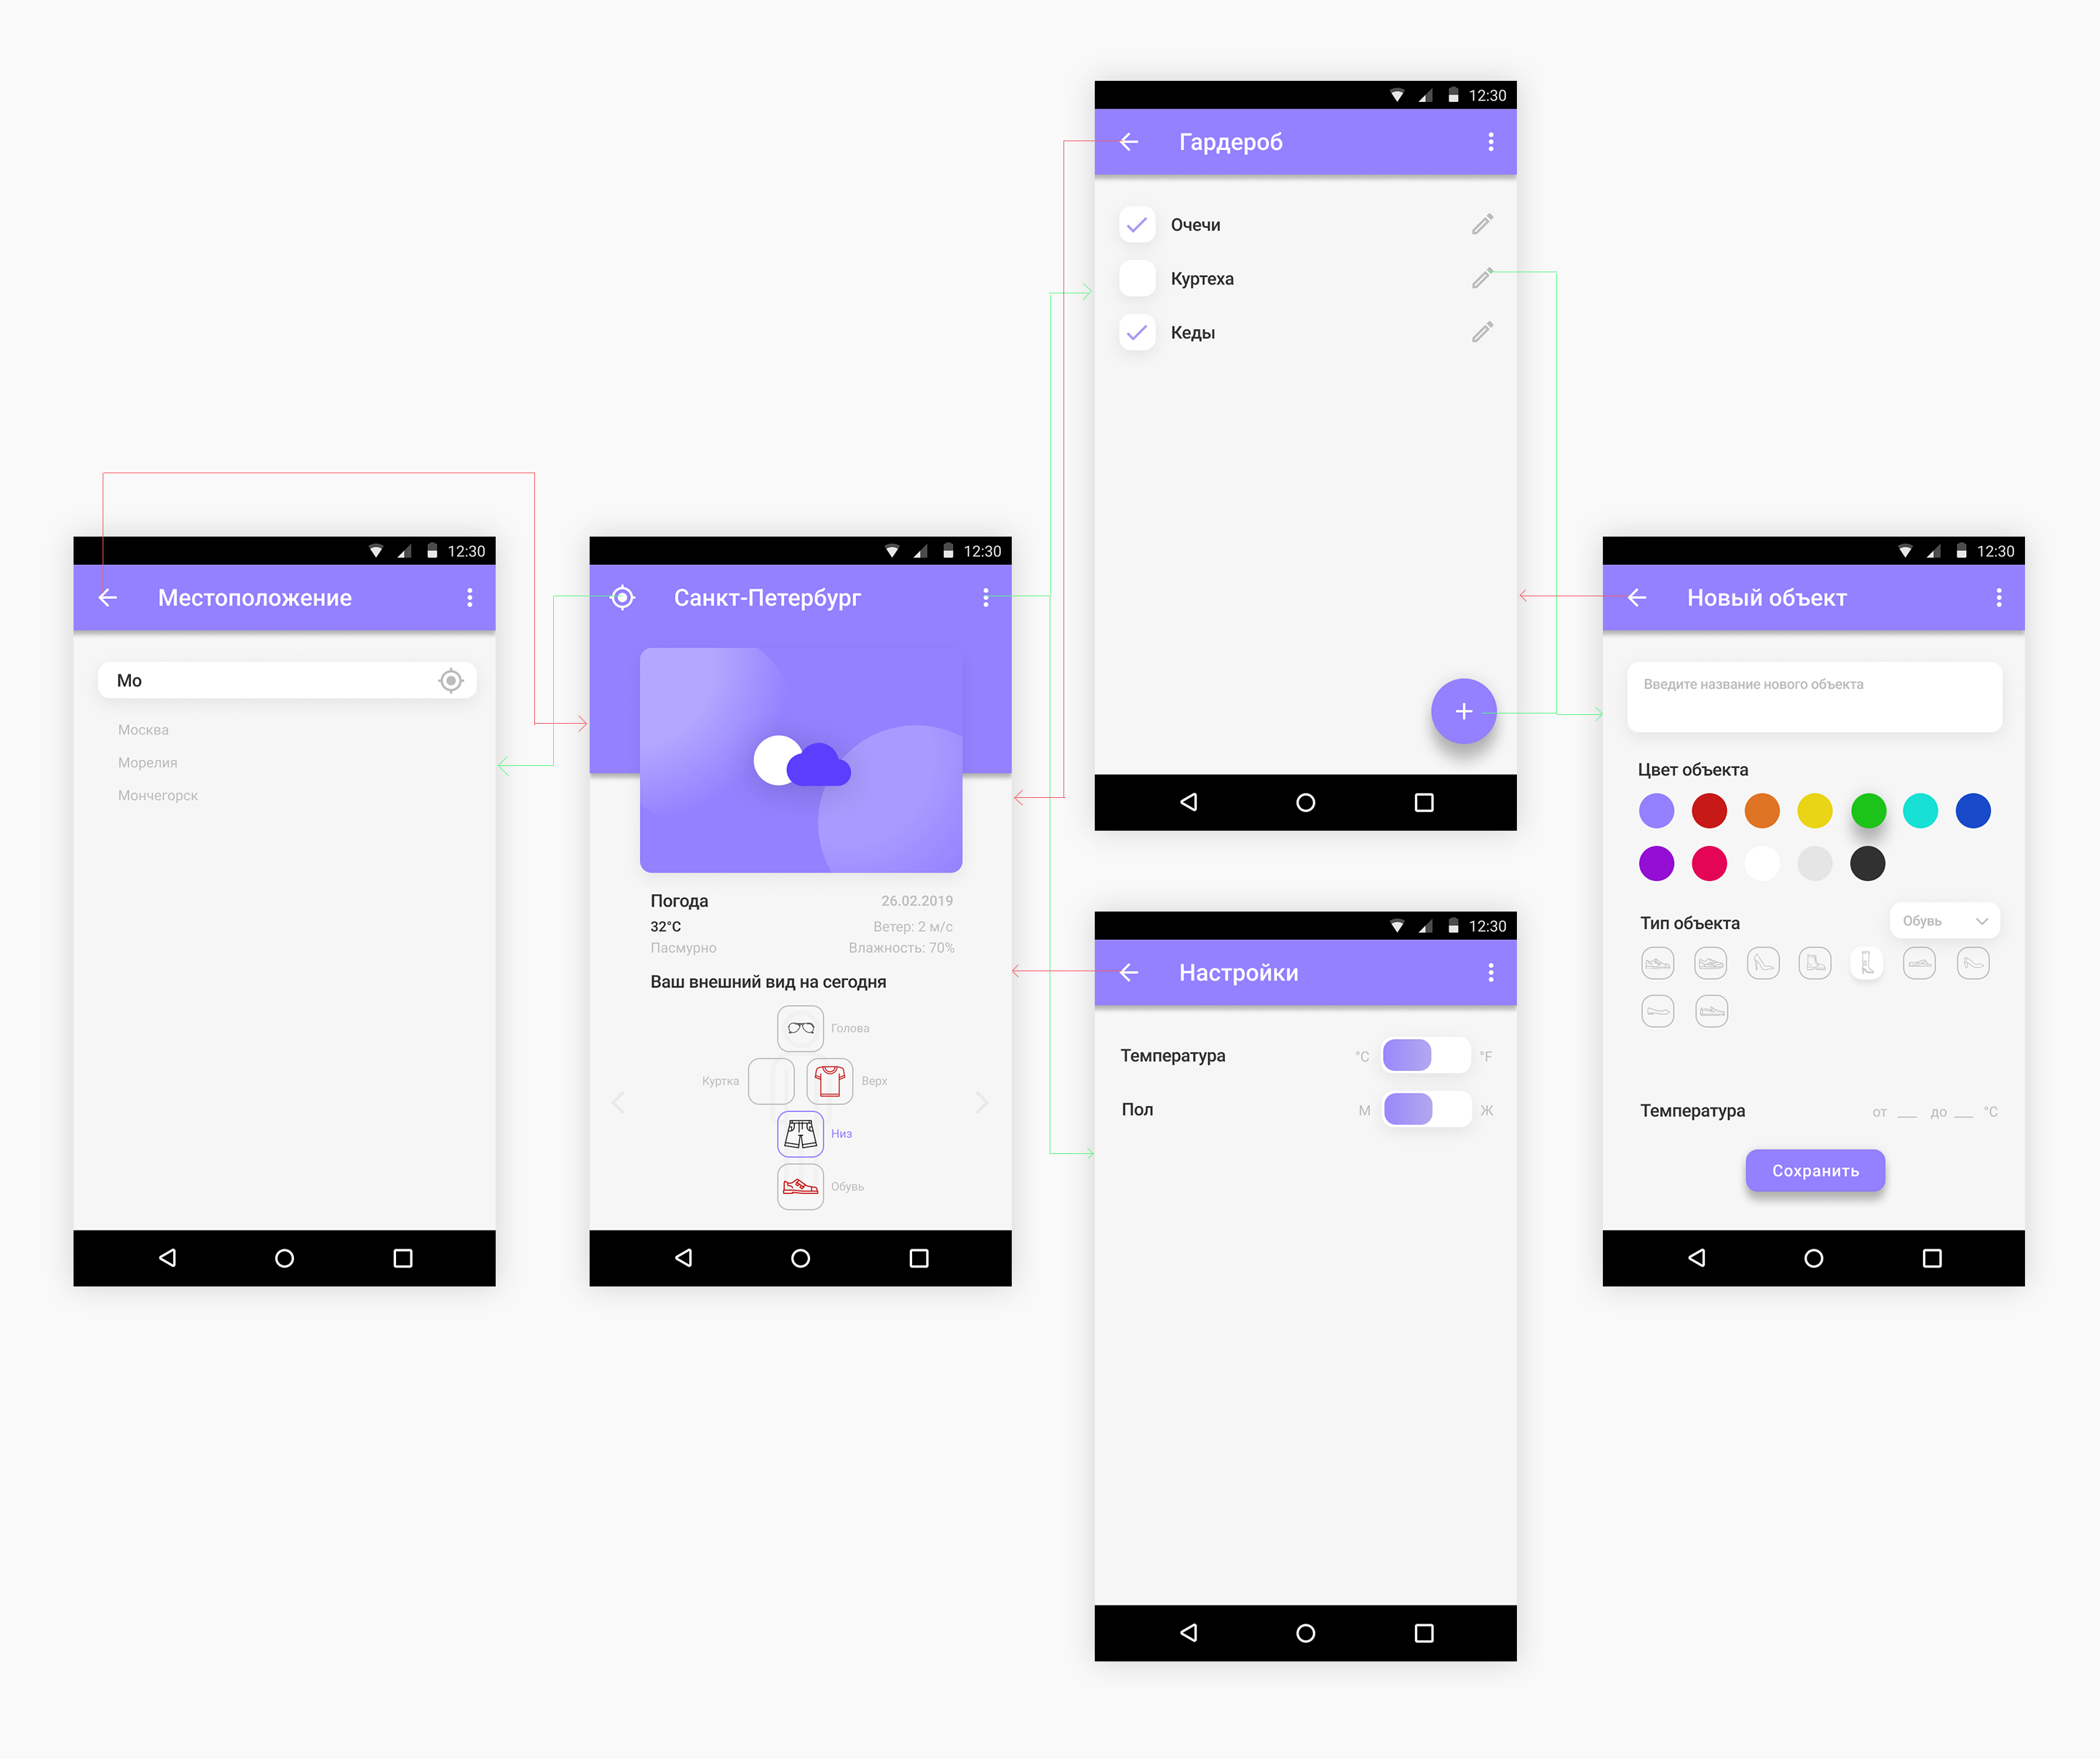 12:30
Гардероб
Очечи
Куртеха
Кеды
12:30
Местоположение
Мо
Москва
Морелия
Мончегорск
12:30
Санкт-Петербург
Погода 26.02.2019
32°C Ветер: 2 м/с
Пасмурно Влажность: 70%
Ваш внешний вид на сегодня
Голова
Куртка Верх
Низ
Обувь
12:30
Настройки
Температура °C °F
Пол М Ж
12:30
Новый объект
Введите название нового объекта
Цвет объекта
Тип объекта Обувь
Температура от ___ до ___ °C
Сохранить